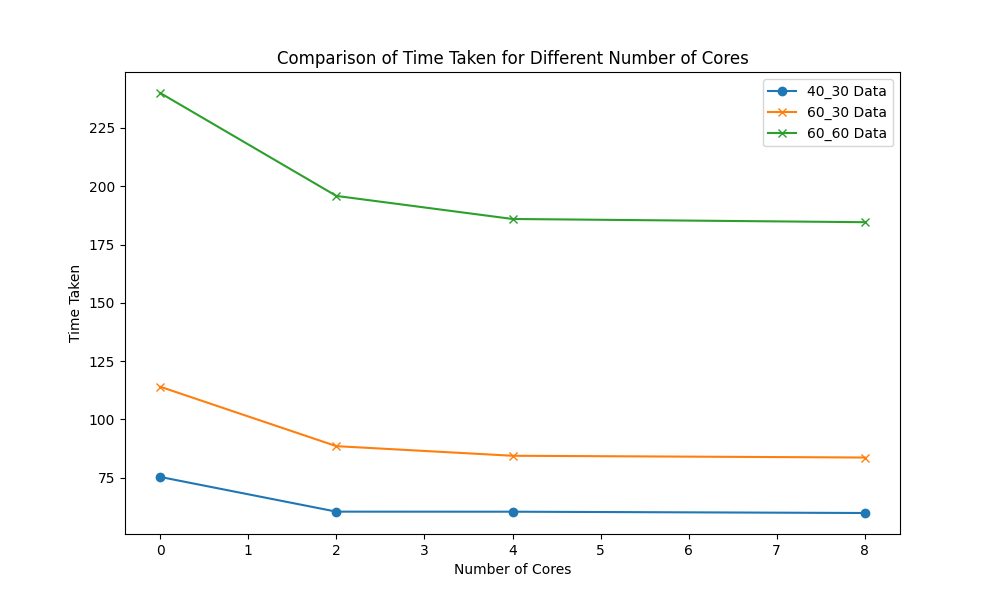 Comparison of Time Taken for Different Number of Cores
40_30 Data
60_30 Data
60_60 Data
Time Taken
225
200
175
150
125
100
75
0 1 2 3 4 5 6 7 8
Number of Cores